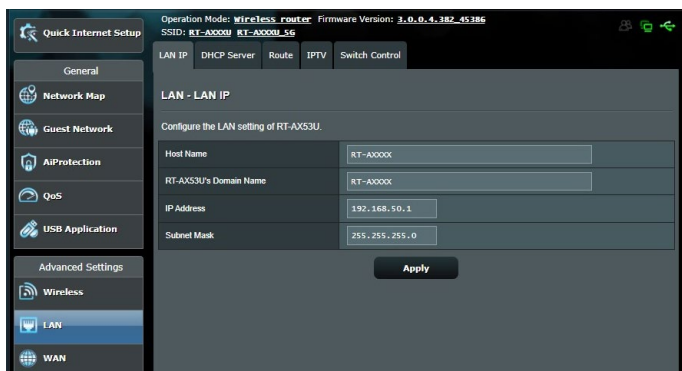 Quick Internet Setup
Operation Mode: Wireless router Firmware Version: 3.0.0.4.382_45386
SSID: RT-AXXXU RT-AXXXU_5G
General
Network Map
Guest Network
AiProtection
QoS
USB Application
Advanced Settings
Wireless
LAN
WAN
LAN IP DHCP Server Route IPTV Switch Control
LAN - LAN IP
Configure the LAN setting of RT-AX53U.
Host Name RT-AXXXX
RT-AX53U's Domain Name RT-AXXXX
IP Address 192.168.50.1
Subnet Mask 255.255.255.0
Apply